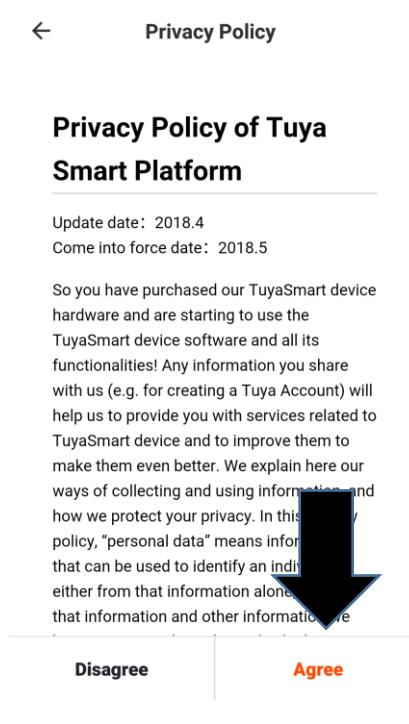 Privacy Policy
Privacy Policy of Tuya
Smart Platform
Update date：2018.4
Come into force date：2018.5
So you have purchased our TuyaSmart device
hardware and are starting to use the
TuyaSmart device software and all its
functionalities! Any information you share
with us (e.g. for creating a Tuya Account) will
help us to provide you with services related to
TuyaSmart device and to improve them to
make them even better. We explain here our
ways of collecting and using information and
how we protect your privacy. In this
policy, “personal data” means
that can be used to identify an
either from that information alone
that information and other information we
Disagree
Agree